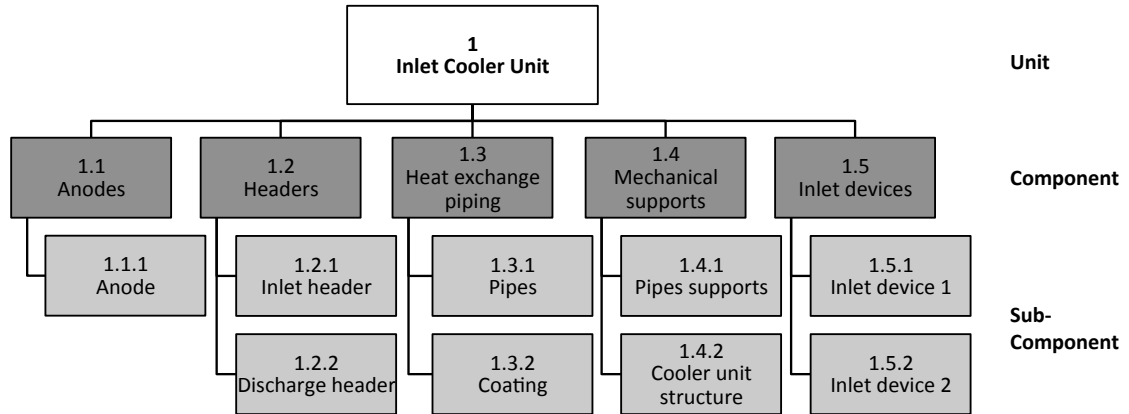 1
Inlet Cooler Unit
Unit
1.1
Anodes
1.2
Headers
1.3
Heat exchange
piping
1.4
Mechanical
supports
1.5
Inlet devices
Component
1.1.1
Anode
1.2.1
Inlet header
1.3.1
Pipes
1.4.1
Pipes supports
1.5.1
Inlet device 1
Sub-
Component
1.2.2
Discharge header
1.3.2
Coating
1.4.2
Cooler unit
structure
1.5.2
Inlet device 2